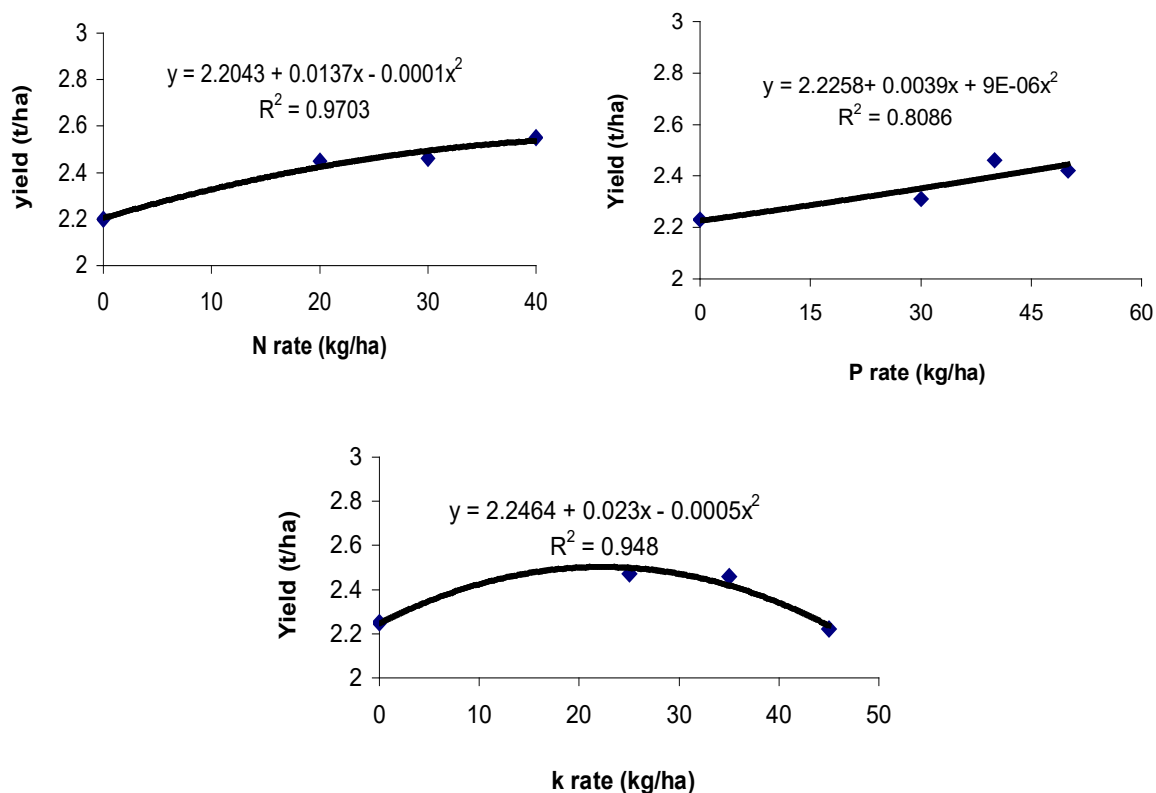 yield (t/ha)
3
2.8
2.6
2.4
2.2
2
y = 2.2043 + 0.0137x - 0.0001x²
R² = 0.9703
0 10 20 30 40
N rate (kg/ha)
Yield (t/ha)
3
2.8
2.6
2.4
2.2
2
y = 2.2258+ 0.0039x + 9E-06x²
R² = 0.8086
0 15 30 45 60
P rate (kg/ha)
Yield (t/ha)
3
2.8
2.6
2.4
2.2
2
y = 2.2464 + 0.023x - 0.0005x²
R² = 0.948
0 10 20 30 40 50
k rate (kg/ha)